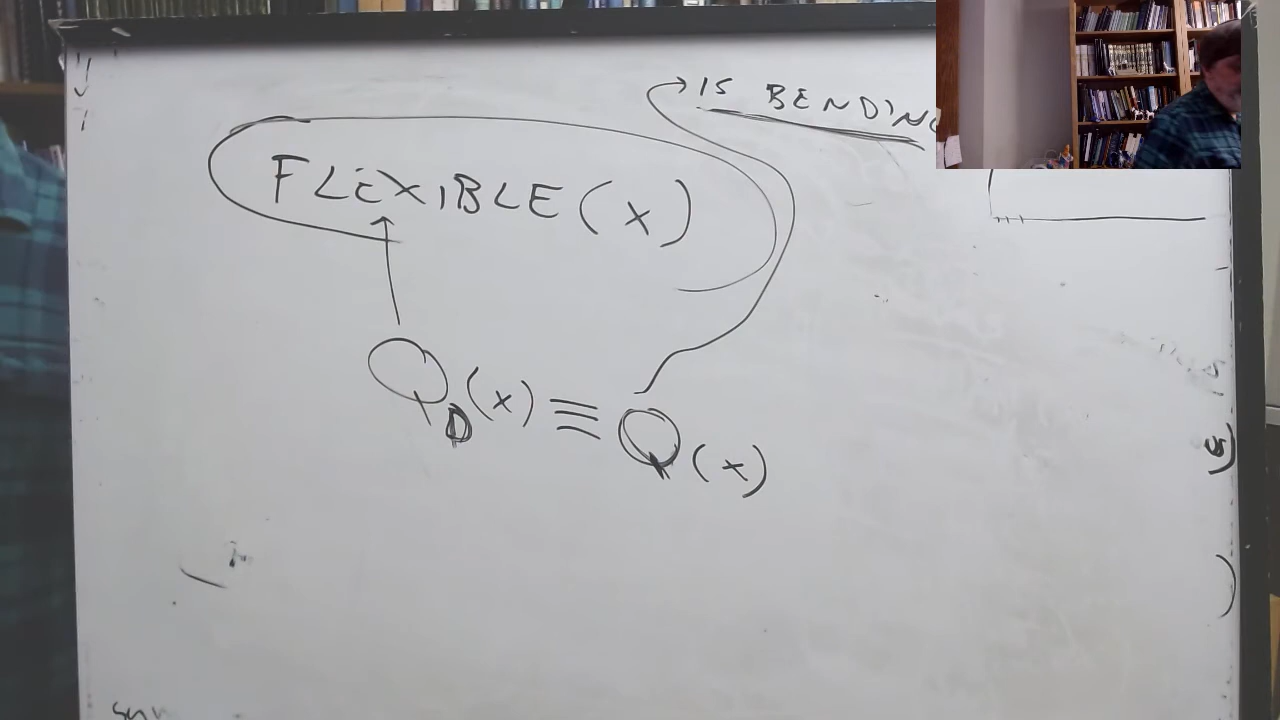 IS BENDING
FLEXIBLE (X)
Q_D (X) ≡ Q (X)